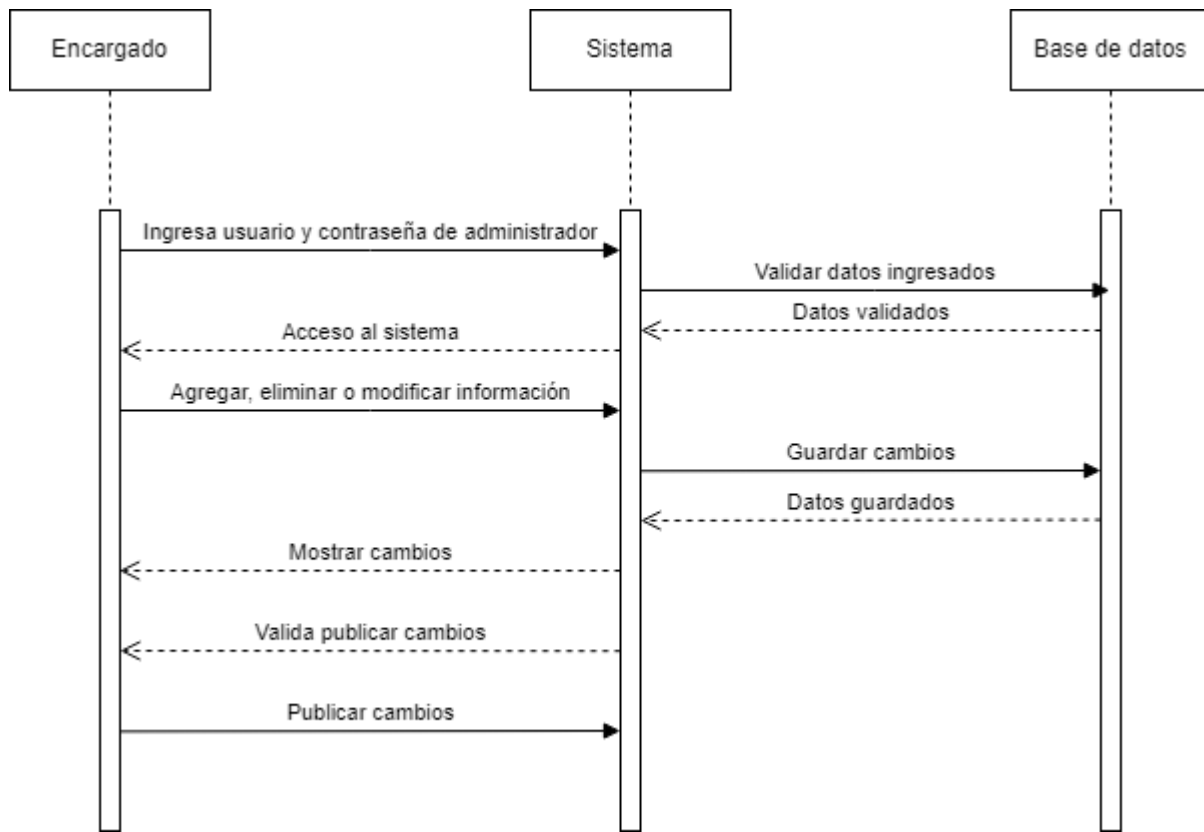 Encargado
Sistema
Base de datos
Ingresa usuario y contraseña de administrador
Validar datos ingresados
Datos validados
Acceso al sistema
Agregar, eliminar o modificar información
Guardar cambios
Datos guardados
Mostrar cambios
Valida publicar cambios
Publicar cambios